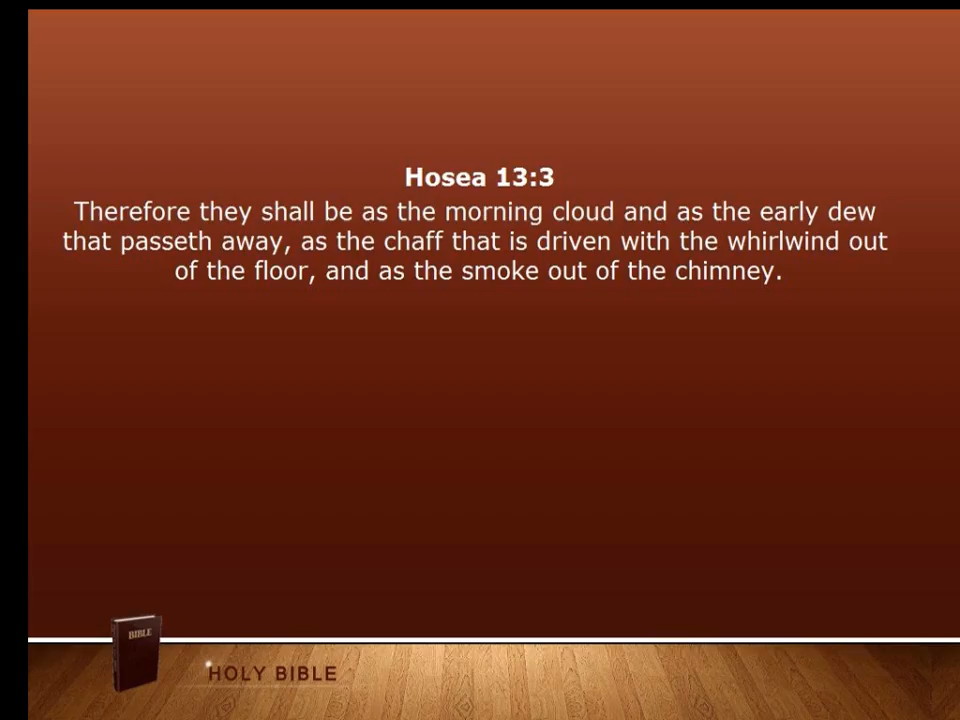 Hosea 13:3
Therefore they shall be as the morning cloud and as the early dew
that passeth away, as the chaff that is driven with the whirlwind out
of the floor, and as the smoke out of the chimney.
BIBLE
HOLY BIBLE